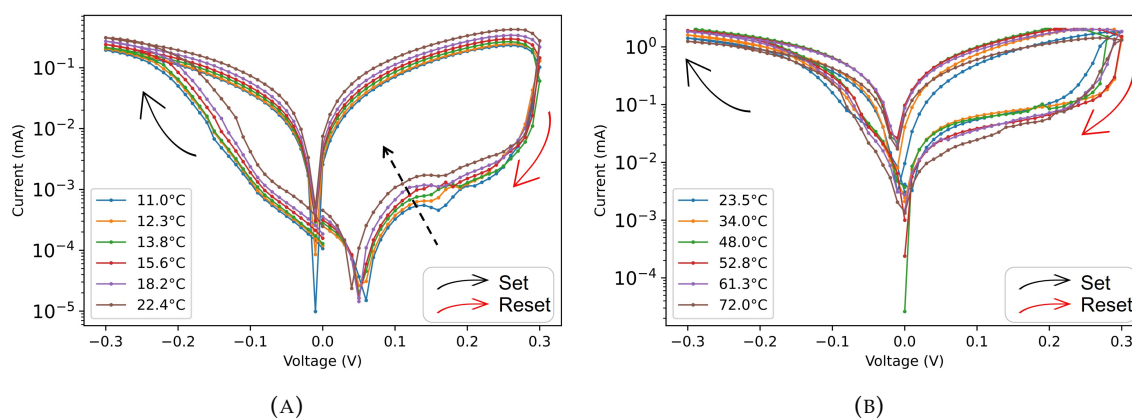 10⁻¹
10⁻²
10⁻³
10⁻⁴
10⁻⁵
Current (mA)
11.0°C
12.3°C
13.8°C
15.6°C
18.2°C
22.4°C
Set
Reset
−0.3 −0.2 −0.1 0.0 0.1 0.2 0.3
Voltage (V)
(A)
10⁰
10⁻¹
10⁻²
10⁻³
10⁻⁴
Current (mA)
23.5°C
34.0°C
48.0°C
52.8°C
61.3°C
72.0°C
Set
Reset
−0.3 −0.2 −0.1 0.0 0.1 0.2 0.3
Voltage (V)
(B)